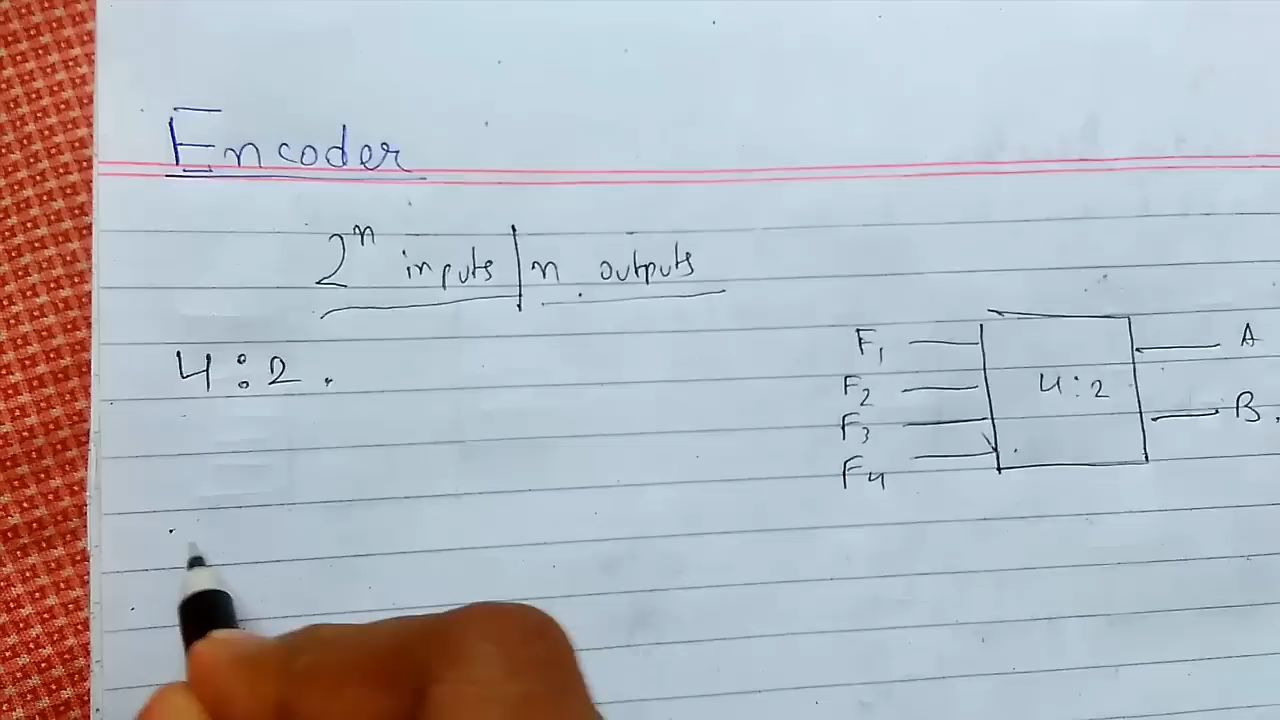 Encoder
2^n inputs | n outputs
4:2.
F1
F2
F3
F4
4:2
A
B.